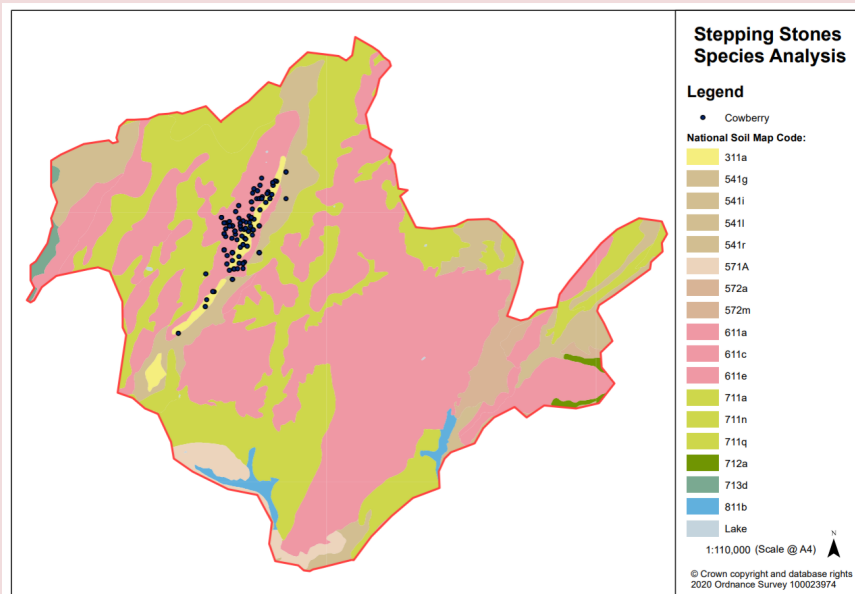 Stepping Stones
Species Analysis
Legend
Cowberry
National Soil Map Code:
311a
541g
541i
541l
541r
571A
572a
572m
611a
611c
611e
711a
711n
711q
712a
713d
811b
Lake
N
1:110,000 (Scale @ A4)
© Crown copyright and database rights
2020 Ordnance Survey 100023974